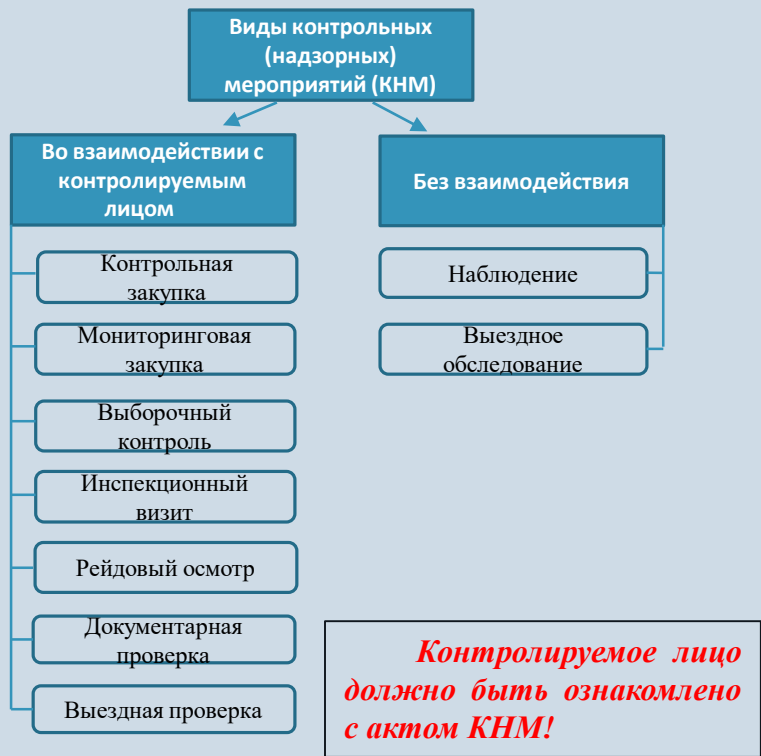 Виды контрольных
(надзорных)
мероприятий (КНМ)
Во взаимодействии с
контролируемым
лицом
Контрольная
закупка
Мониторинговая
закупка
Выборочный
контроль
Инспекционный
визит
Рейдовый осмотр
Документарная
проверка
Выездная проверка
Без взаимодействия
Наблюдение
Выездное
обследование
Контролируемое лицо
должно быть ознакомлено
с актом КНМ!